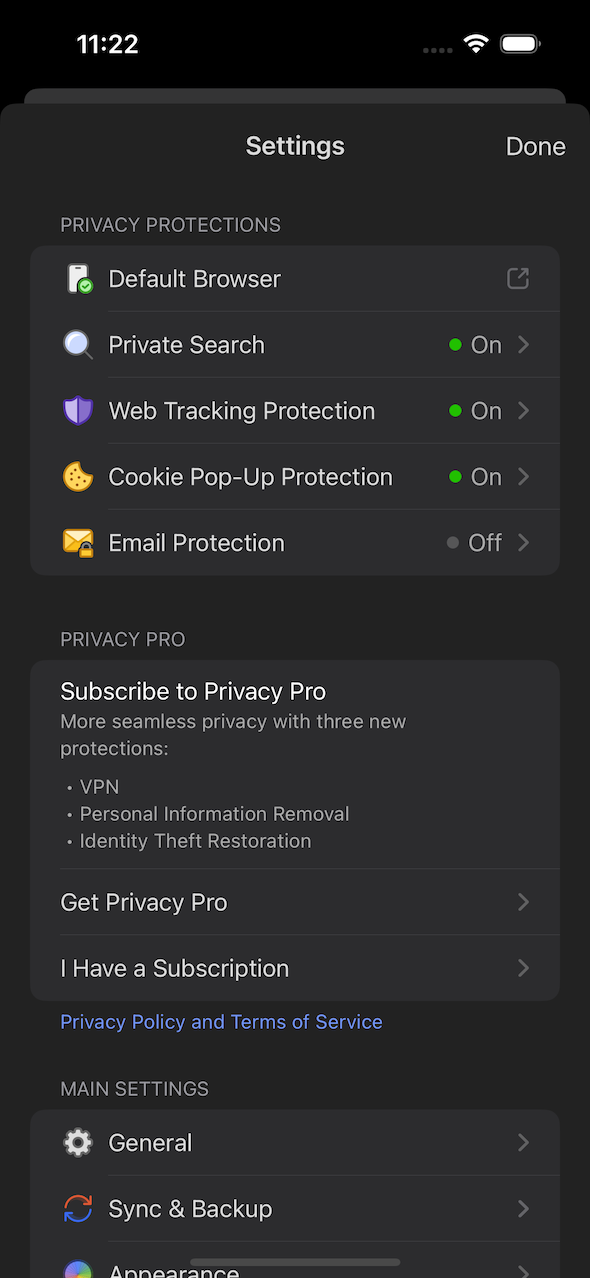 11:22
Settings
Done
PRIVACY PROTECTIONS
Default Browser
Private Search
On
Web Tracking Protection
On
Cookie Pop-Up Protection
On
Email Protection
Off
PRIVACY PRO
Subscribe to Privacy Pro
More seamless privacy with three new
protections:
• VPN
• Personal Information Removal
• Identity Theft Restoration
Get Privacy Pro
I Have a Subscription
Privacy Policy and Terms of Service
MAIN SETTINGS
General
Sync & Backup
Appearance